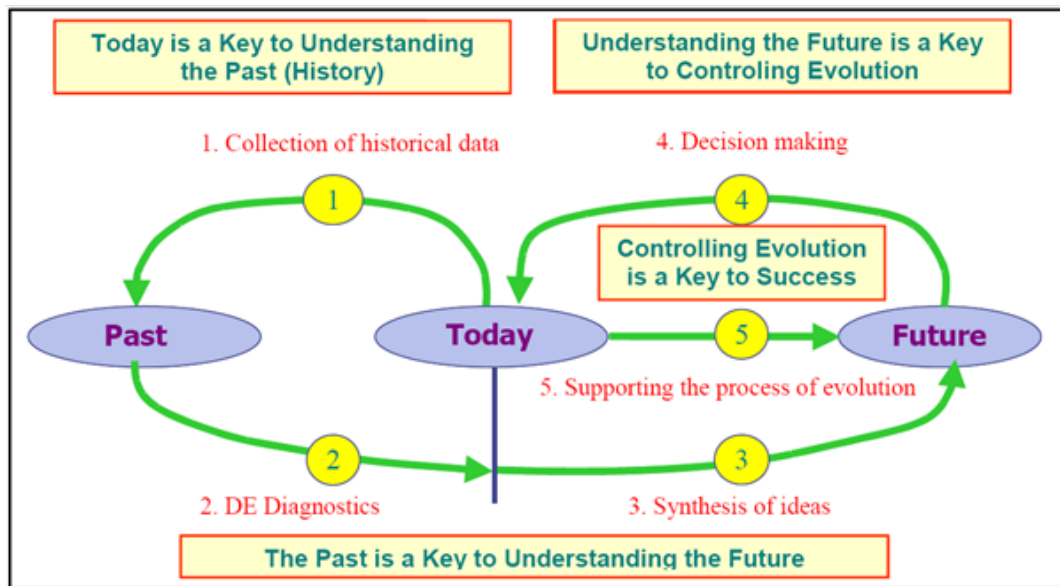 Today is a Key to Understanding
the Past (History)
Understanding the Future is a Key
to Controling Evolution
1. Collection of historical data
4. Decision making
1
4
Controlling Evolution
is a Key to Success
Past
Today
5
Future
5. Supporting the process of evolution
2
3
2. DE Diagnostics
3. Synthesis of ideas
The Past is a Key to Understanding the Future